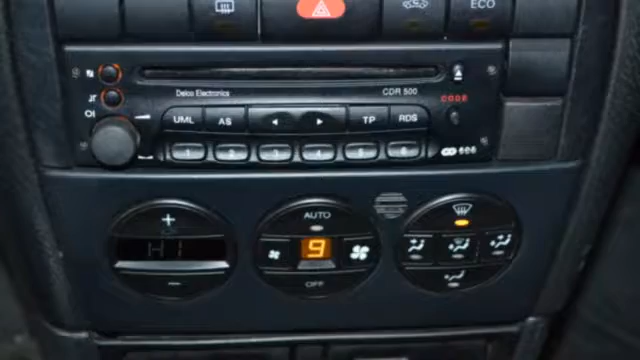 ECO
Delco Electronics CDR 500
CODE
UML AS TP RDS
1 2 3 4 5 6
+ AUTO
HI 9
− OFF